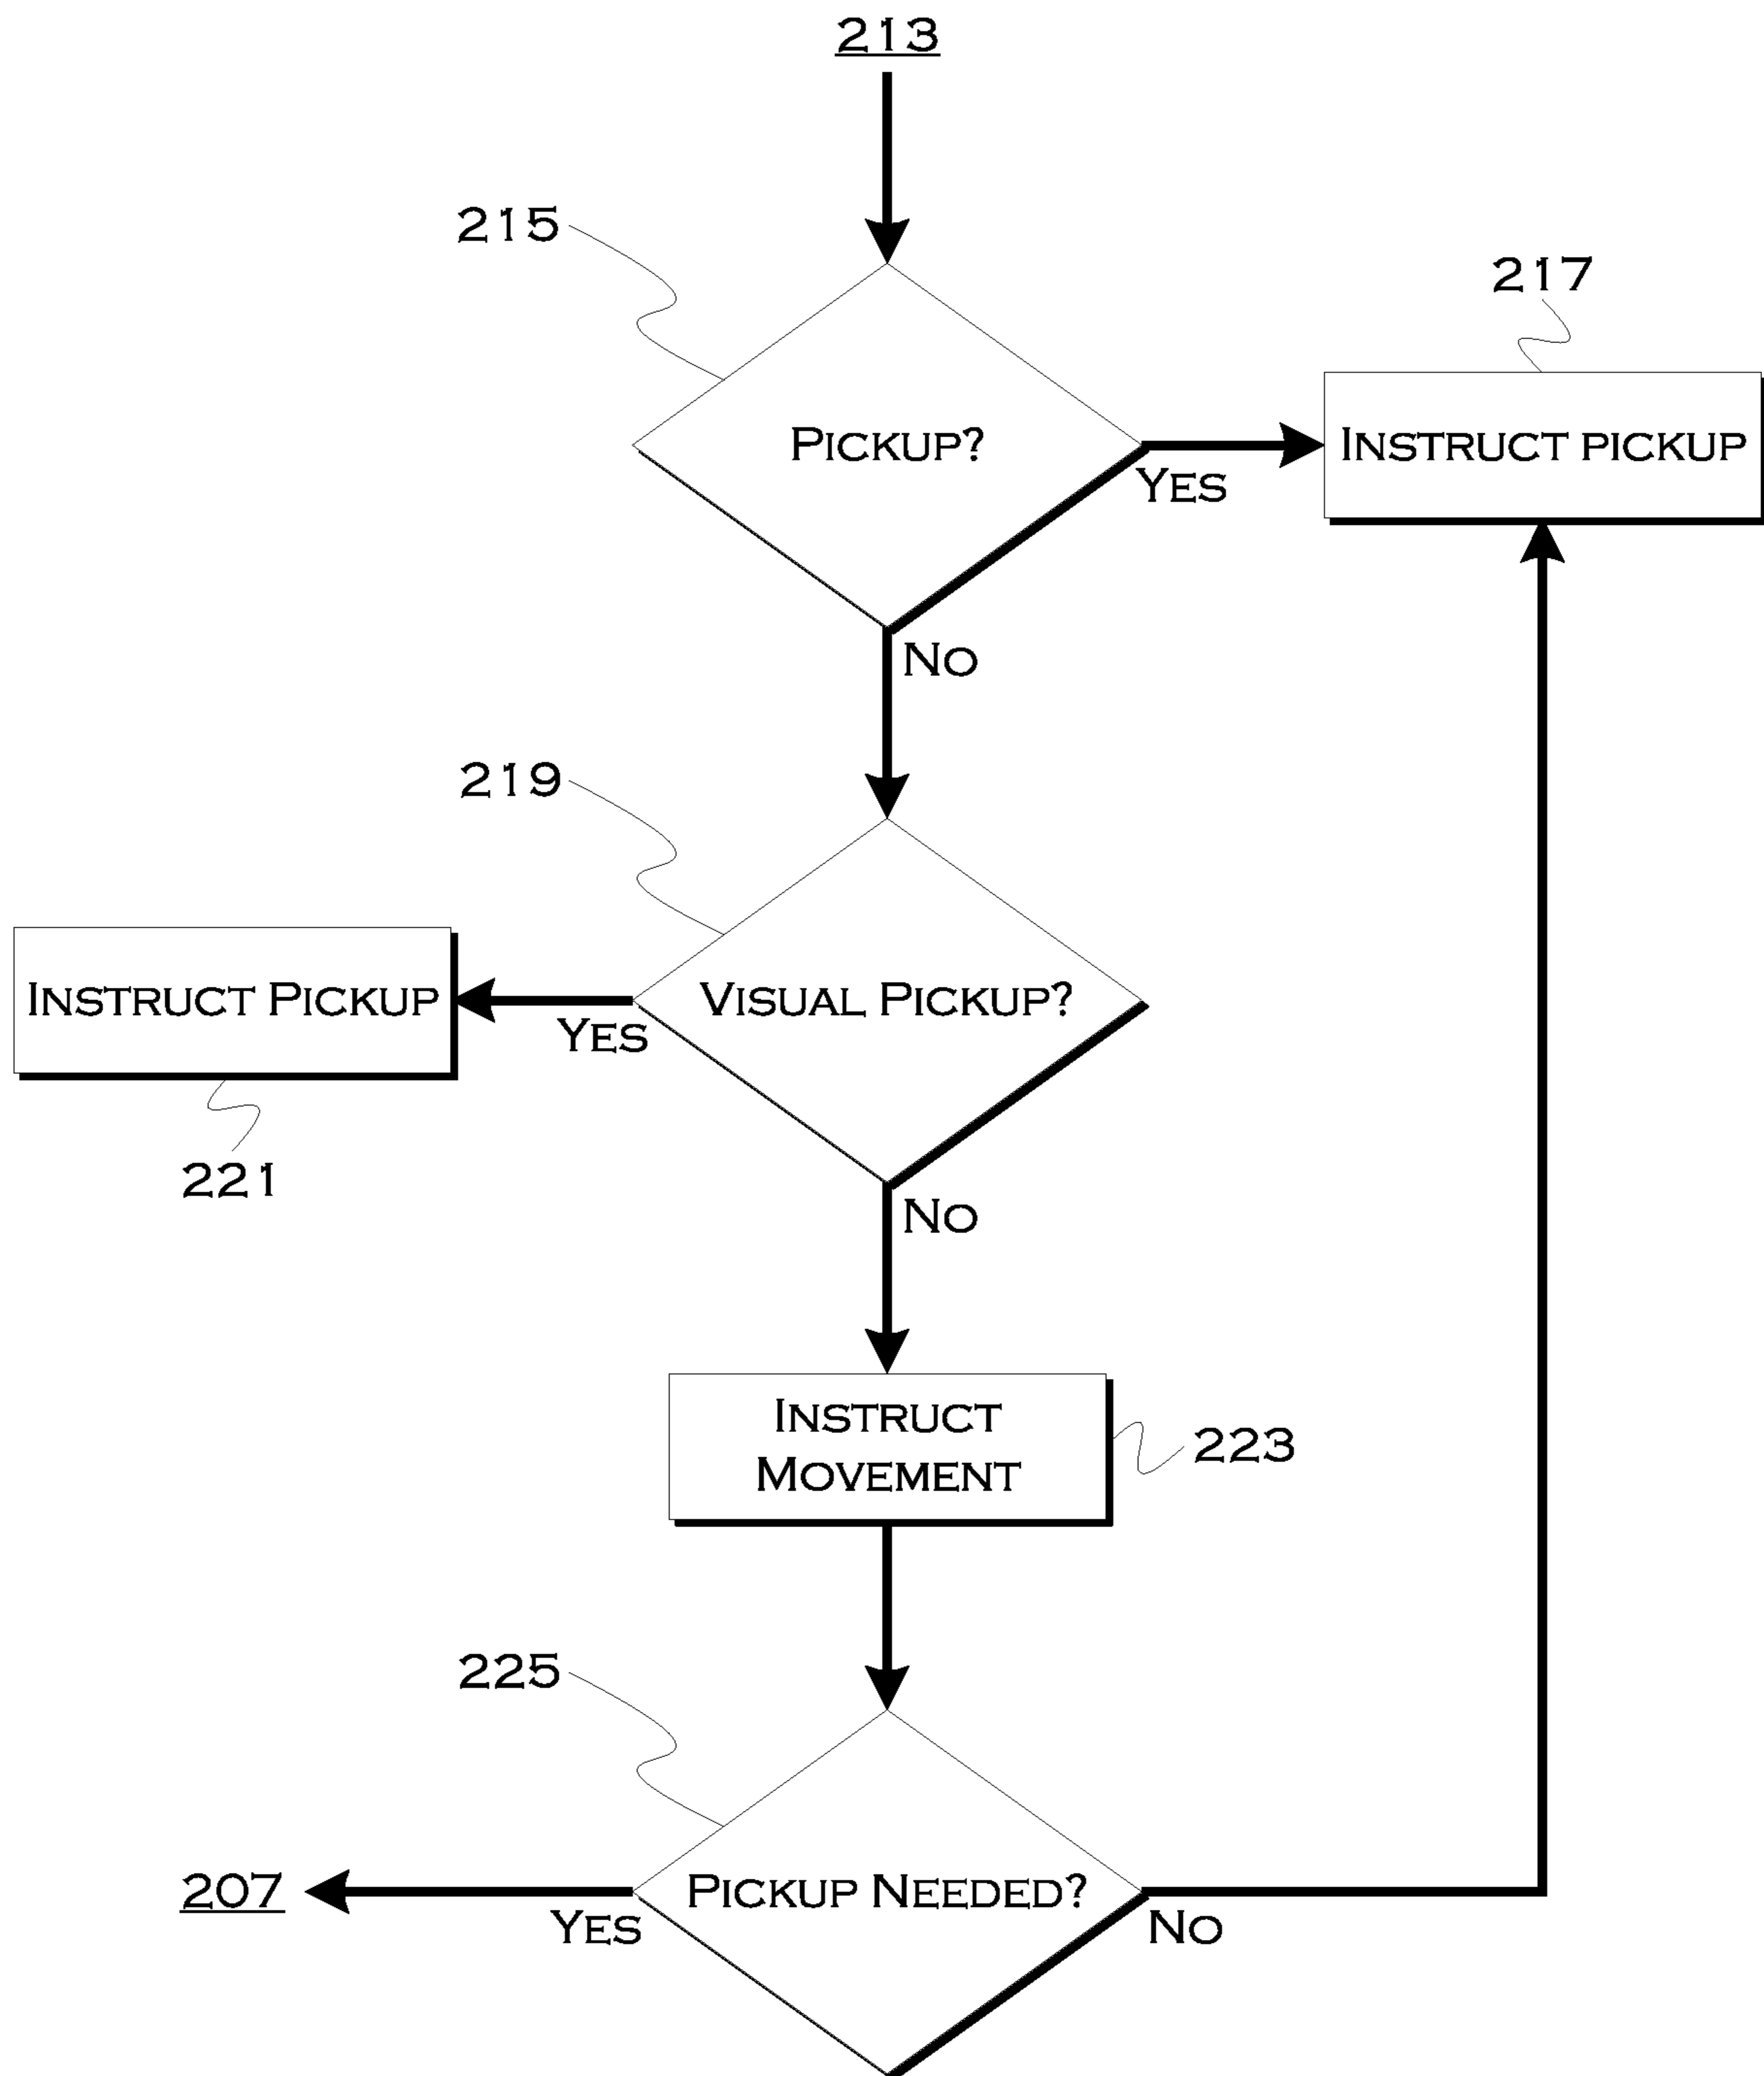 213
215
217
PICKUP?
INSTRUCT PICKUP
YES
NO
219
INSTRUCT PICKUP
VISUAL PICKUP?
YES
221
NO
INSTRUCT
MOVEMENT
223
225
207
PICKUP NEEDED?
YES
NO